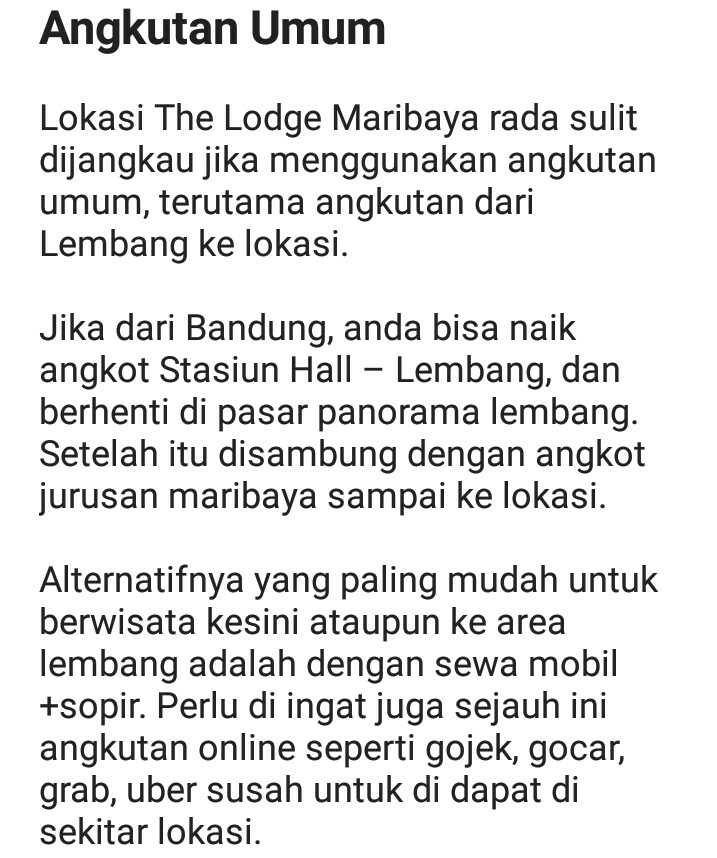 Angkutan Umum
Lokasi The Lodge Maribaya rada sulit
dijangkau jika menggunakan angkutan
umum, terutama angkutan dari
Lembang ke lokasi.
Jika dari Bandung, anda bisa naik
angkot Stasiun Hall – Lembang, dan
berhenti di pasar panorama lembang.
Setelah itu disambung dengan angkot
jurusan maribaya sampai ke lokasi.
Alternatifnya yang paling mudah untuk
berwisata kesini ataupun ke area
lembang adalah dengan sewa mobil
+sopir. Perlu di ingat juga sejauh ini
angkutan online seperti gojek, gocar,
grab, uber susah untuk di dapat di
sekitar lokasi.